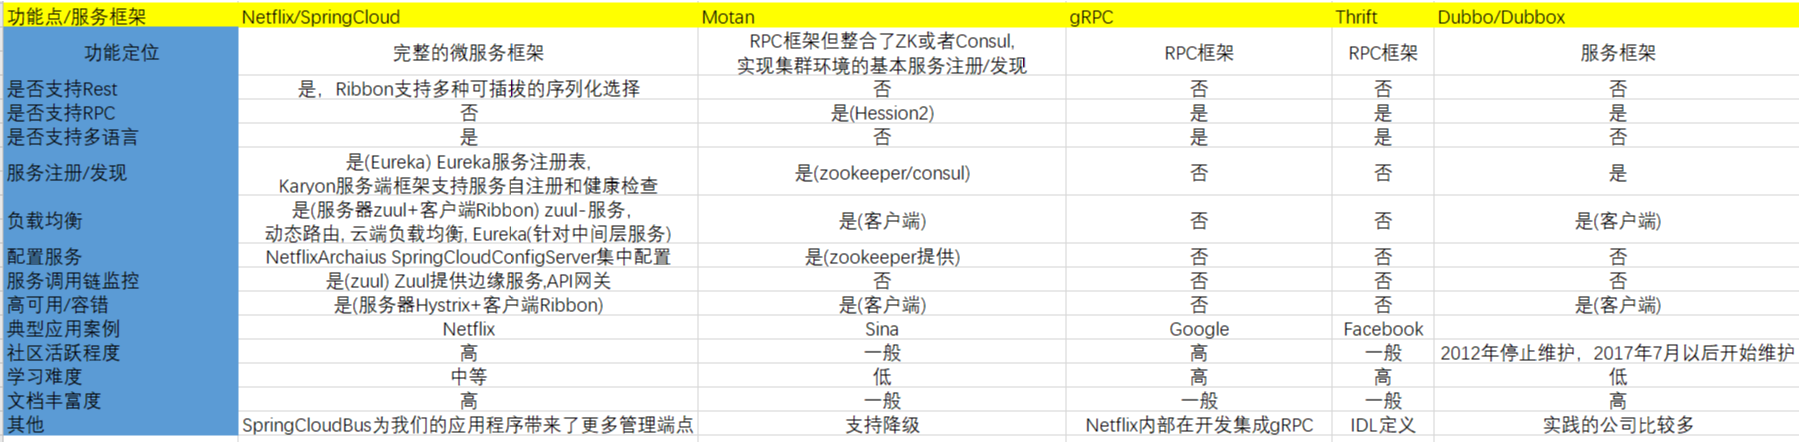 功能点/服务框架 Netflix/SpringCloud Motan gRPC Thrift Dubbo/Dubbox
功能定位 完整的微服务框架 RPC框架但整合了ZK或者Consul, RPC框架 RPC框架 服务框架
实现集群环境的基本服务注册/发现
是否支持Rest 是，Ribbon支持多种可插拔的序列化选择 否 否 否 否
是否支持RPC 否 是(Hession2) 是 是 是
是否支持多语言 是 否 是 是 否
服务注册/发现 是(Eureka) Eureka服务注册表, 是(zookeeper/consul) 否 否 是
Karyon服务端框架支持服务自注册和健康检查
负载均衡 是(服务器zuul+客户端Ribbon) zuul-服务, 是(客户端) 否 否 是(客户端)
动态路由, 云端负载均衡, Eureka(针对中间层服务)
配置服务 NetflixArchaius SpringCloudConfigServer集中配置 是(zookeeper提供) 否 否 否
服务调用链监控 是(zuul) Zuul提供边缘服务,API网关 否 否 否 否
高可用/容错 是(服务器Hystrix+客户端Ribbon) 是(客户端) 否 否 是(客户端)
典型应用案例 Netflix Sina Google Facebook
社区活跃程度 高 一般 高 一般 2012年停止维护，2017年7月以后开始维护
学习难度 中等 低 高 高 低
文档丰富度 高 一般 一般 一般 高
其他 SpringCloudBus为我们的应用程序带来了更多管理端点 支持降级 Netflix内部在开发集成gRPC IDL定义 实践的公司比较多